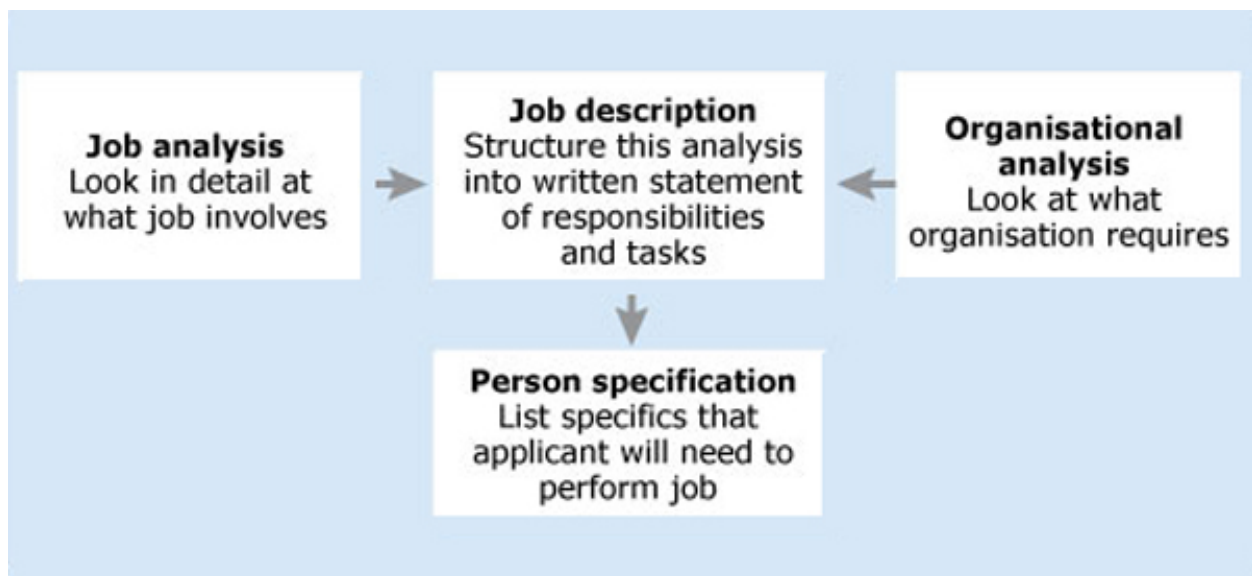 Job analysis
Look in detail at
what job involves
Job description
Structure this analysis
into written statement
of responsibilities
and tasks
Organisational
analysis
Look at what
organisation requires
Person specification
List specifics that
applicant will need to
perform job